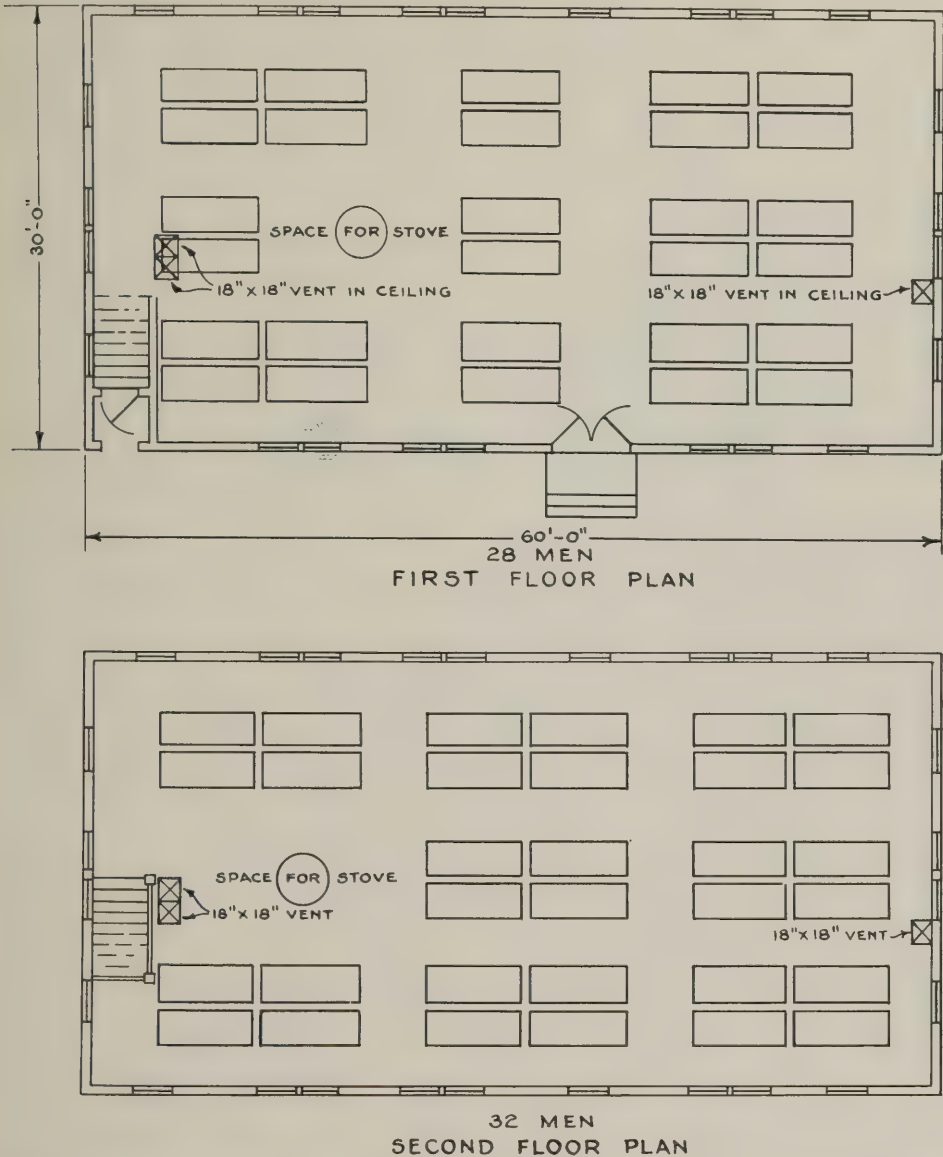 30'-0"
SPACE FOR STOVE
18" X 18" VENT IN CEILING
18" X 18" VENT IN CEILING
60'-0"
28 MEN
FIRST FLOOR PLAN
SPACE FOR STOVE
18" X 18" VENT
18" X 18" VENT
32 MEN
SECOND FLOOR PLAN